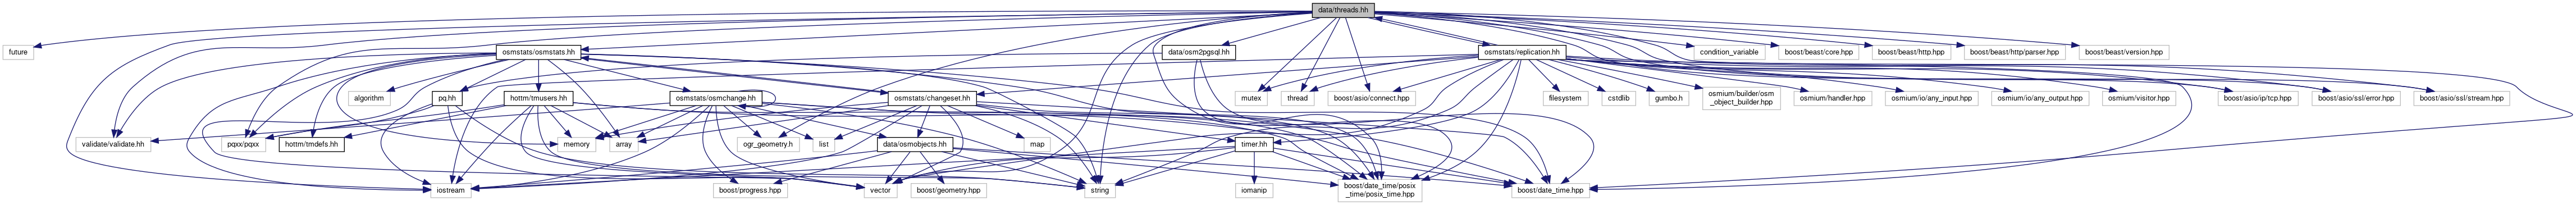 data/threads.hh
future
osmstats/osmstats.hh
data/osm2pgsql.hh
osmstats/replication.hh
condition_variable
boost/beast/core.hpp
boost/beast/http.hpp
boost/beast/http/parser.hpp
boost/beast/version.hpp
algorithm
pq.hh
hottm/tmusers.hh
osmstats/osmchange.hh
osmstats/changeset.hh
mutex
thread
boost/asio/connect.hpp
filesystem
cstdlib
gumbo.h
osmium/builder/osm
_object_builder.hpp
osmium/handler.hpp
osmium/io/any_input.hpp
osmium/io/any_output.hpp
osmium/visitor.hpp
boost/asio/ip/tcp.hpp
boost/asio/ssl/error.hpp
boost/asio/ssl/stream.hpp
validate/validate.hh
pqxx/pqxx
hottm/tmdefs.hh
memory
array
ogr_geometry.h
list
data/osmobjects.hh
map
timer.hh
iostream
boost/progress.hpp
vector
boost/geometry.hpp
string
iomanip
boost/date_time/posix
_time/posix_time.hpp
boost/date_time.hpp